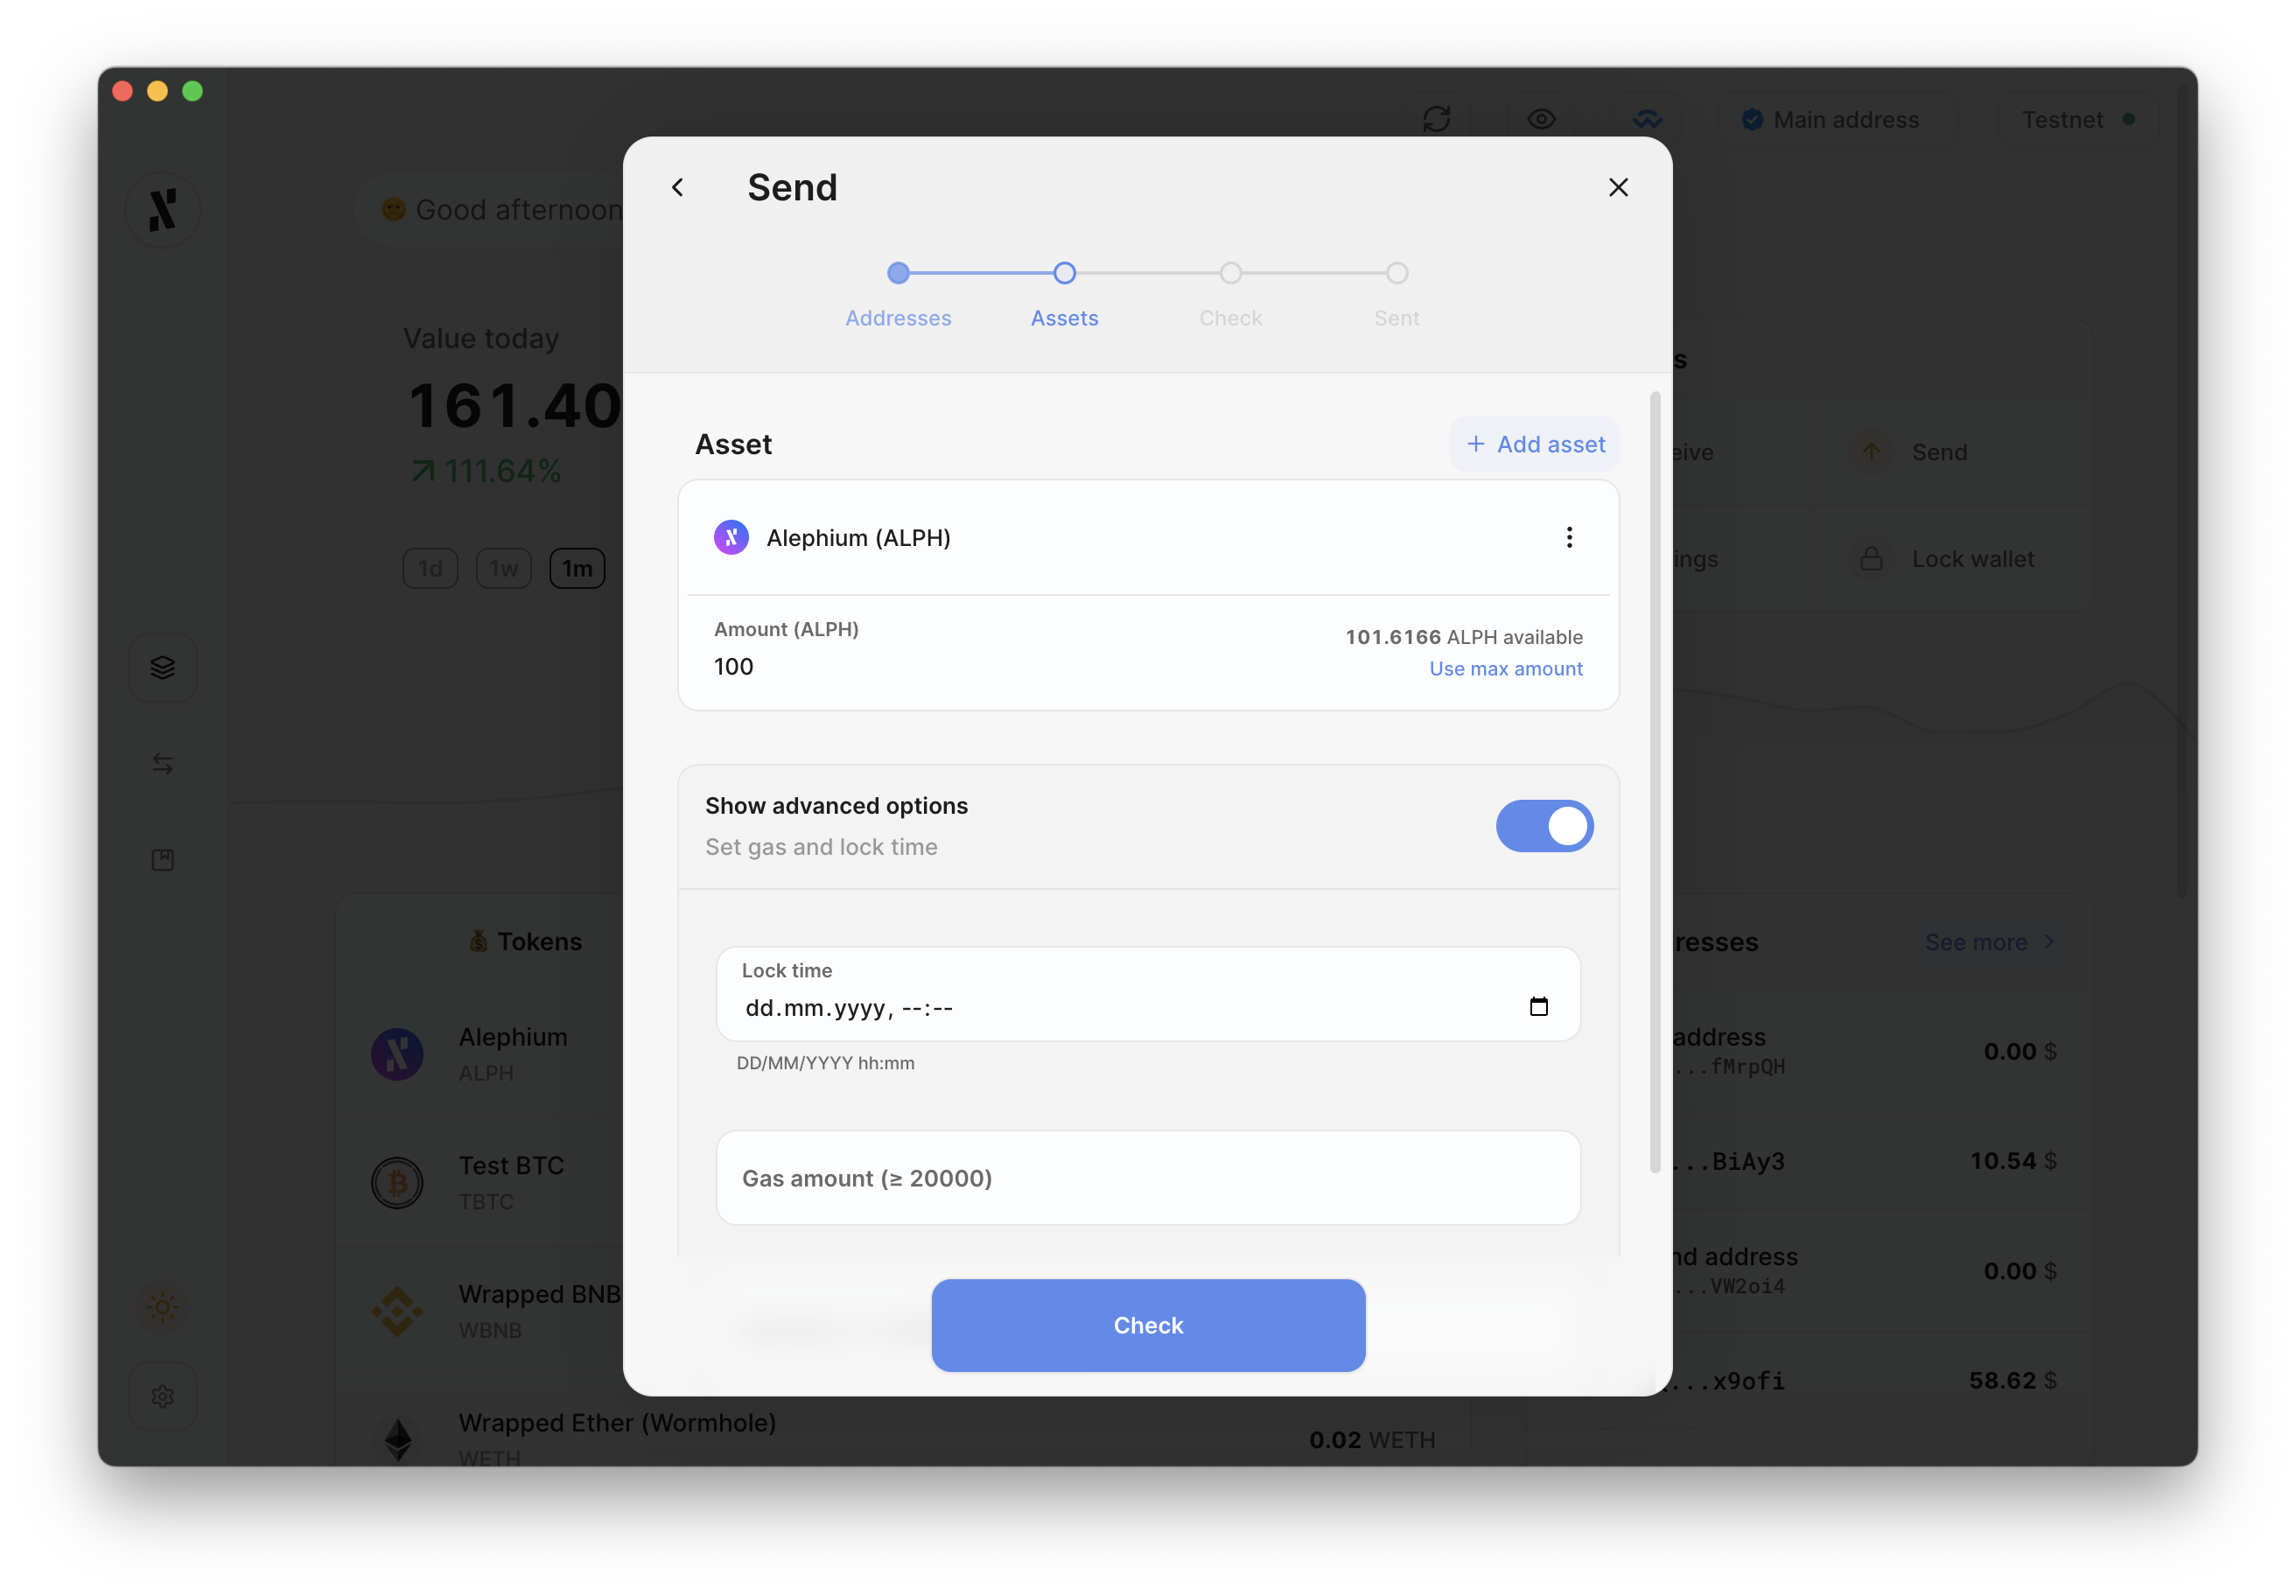 Main address
Testnet
Good afternoon
Value today
161.40
111.64%
1d
1w
1m
Send
Addresses
Assets
Check
Sent
Asset
+ Add asset
Alephium (ALPH)
Amount (ALPH)
100
101.6166 ALPH available
Use max amount
Show advanced options
Set gas and lock time
Lock time
dd.mm.yyyy, --:--
DD/MM/YYYY hh:mm
Gas amount (≥ 20000)
Check
s
eive
Send
ings
Lock wallet
Tokens
Alephium
ALPH
Test BTC
TBTC
Wrapped BNB
WBNB
Wrapped Ether (Wormhole)
WETH
0.02 WETH
resses
See more
address
...fMrpQH
0.00 $
...BiAy3
10.54 $
nd address
...VW2oi4
0.00 $
...x9ofi
58.62 $